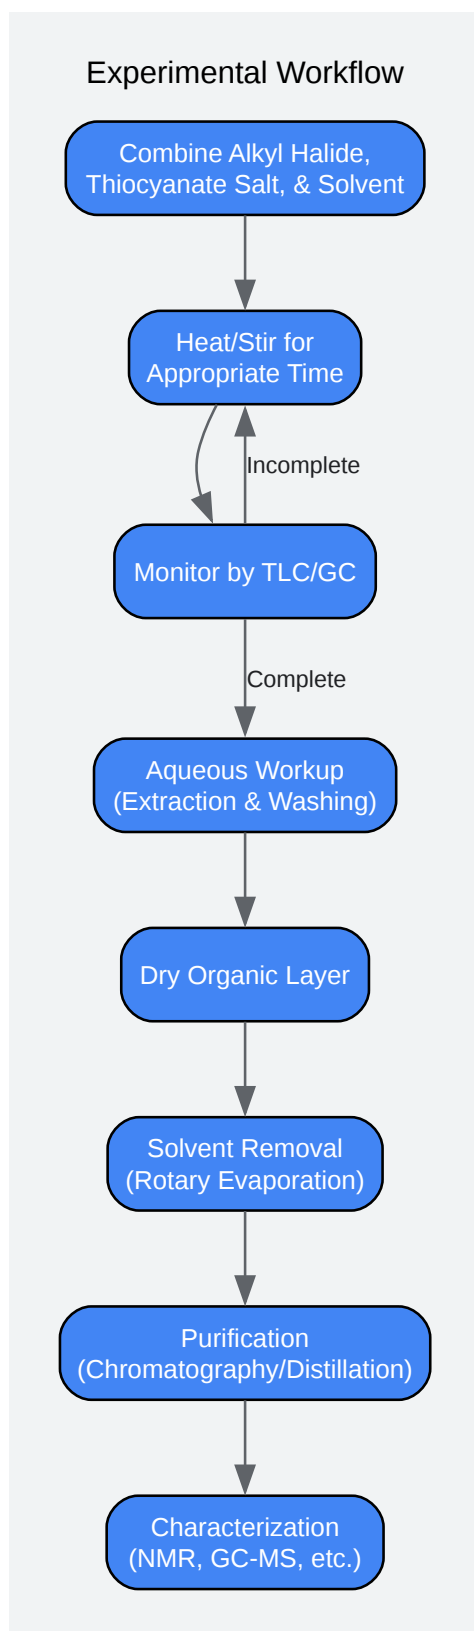 Experimental Workflow
Combine Alkyl Halide,
Thiocyanate Salt, & Solvent
Heat/Stir for
Appropriate Time
Incomplete
Monitor by TLC/GC
Complete
Aqueous Workup
(Extraction & Washing)
Dry Organic Layer
Solvent Removal
(Rotary Evaporation)
Purification
(Chromatography/Distillation)
Characterization
(NMR, GC-MS, etc.)